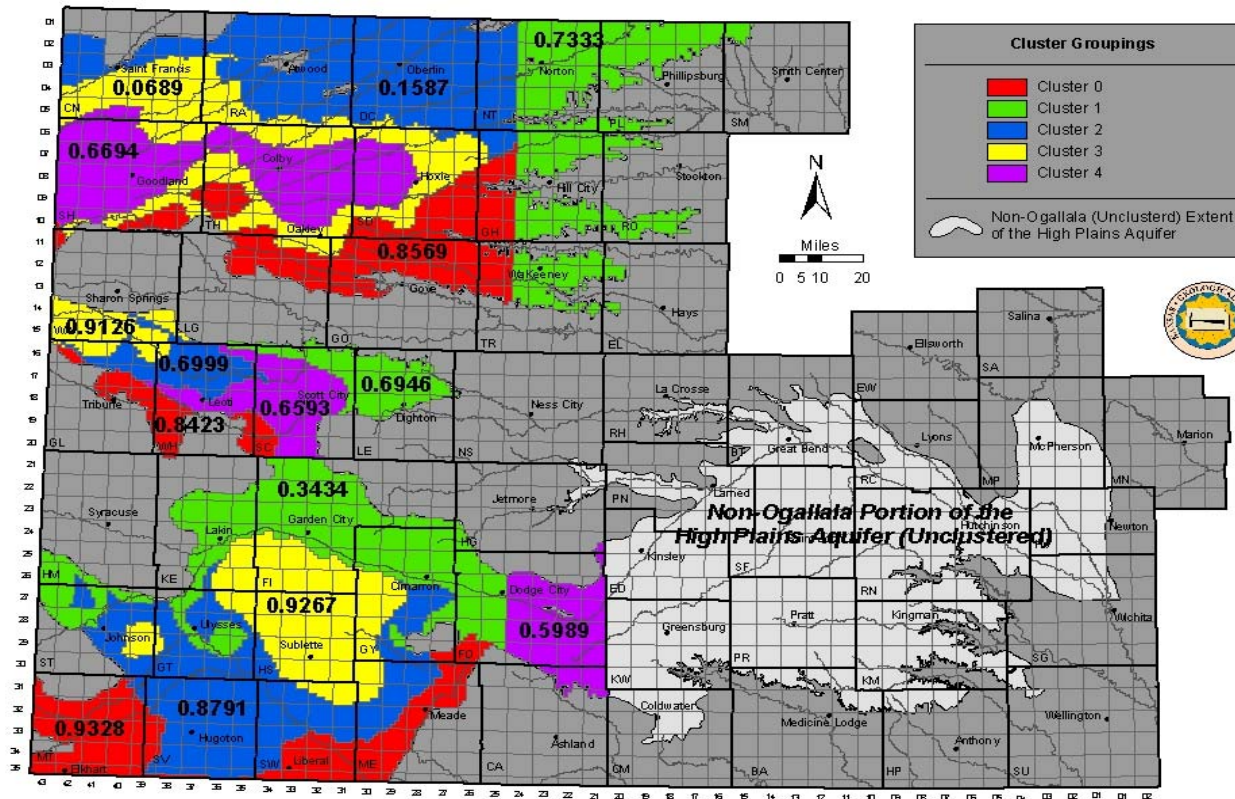 Cluster Groupings
Cluster 0
Cluster 1
Cluster 2
Cluster 3
Cluster 4
Non-Ogallala (Unclusterd) Extent
of the High Plains Aquifer
N
Miles
0 5 10 20
Saint Francis
Atwood
Oberlin
Norton
Phillipsburg
Smith Center
0.0689
0.1587
0.7333
CN
RA
DC
NT
PL
SM
0.6694
Goodland
Colby
Hoxie
Hill City
Stockton
SH
TH
Oakley
SD
GH
RO
0.8569
Sharon Springs
Gove
WaKeeney
Hays
0.9126
LG
GO
TR
EL
0.6999
0.6946
Tribune
Leoti
Scott City
Dighton
Ness City
La Crosse
0.6593
0.8423
GL
WH
SC
LE
NS
RH
Salina
Ellsworth
SA
EW
Lyons
McPherson
Marion
Great Bend
BT
RC
MP
MN
0.3434
Syracuse
Lakin
Garden City
Jetmore
PN
Larned
Hutchinson
Newton
Non-Ogallala Portion of the
High Plains Aquifer (Unclustered)
HM
KE
FI
HG
Kinsley
SF
Cimarron
Dodge City
ED
RN
Wichita
0.9267
0.5989
Johnson
Ulysses
Sublette
Greensburg
Pratt
Kingman
ST
GT
HS
GY
FO
KW
PR
KM
SG
0.9328
0.8791
Hugoton
Meade
Coldwater
Medicine Lodge
Wellington
Ashland
Anthony
MT
Elkhart
SV
SW
Liberal
ME
CA
CM
BA
HP
SU